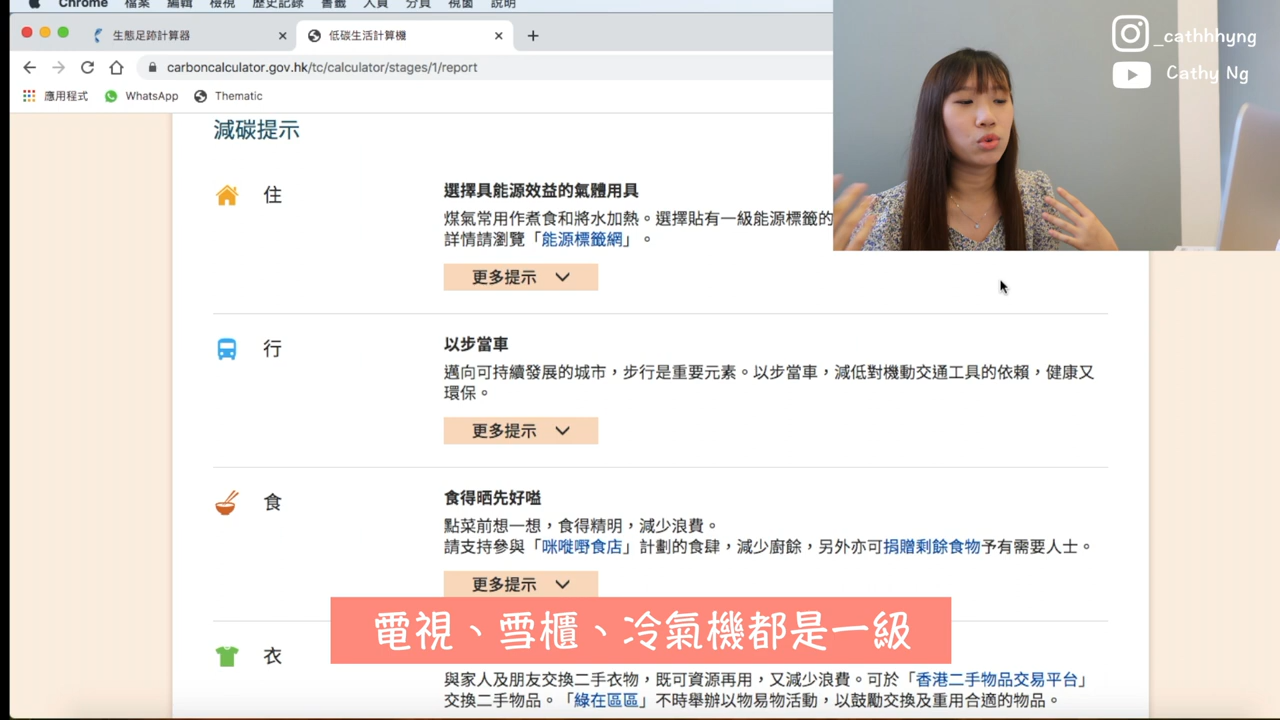 Chrome 檔案 編輯 檢視 歷史記錄 書籤 人員 分頁 視窗 說明
生態足跡計算器
低碳生活計算機
carboncalculator.gov.hk/tc/calculator/stages/1/report
應用程式 WhatsApp Thematic
_cathhhyng
Cathy Ng
減碳提示
住
選擇具能源效益的氣體用具
煤氣常用作煮食和將水加熱。選擇貼有一級能源標籤的
詳情請瀏覽「能源標籤網」。
更多提示
行
以步當車
邁向可持續發展的城市，步行是重要元素。以步當車，減低對機動交通工具的依賴，健康又
環保。
更多提示
食
食得晒先好嗌
點菜前想一想，食得精明，減少浪費。
請支持參與「咪嘥嘢食店」計劃的食肆，減少廚餘，另外亦可捐贈剩餘食物予有需要人士。
更多提示
電視、雪櫃、冷氣機都是一級
衣
與家人及朋友交換二手衣物，既可資源再用，又減少浪費。可於「香港二手物品交易平台」
交換二手物品。「綠在區區」不時舉辦以物易物活動，以鼓勵交換及重用合適的物品。